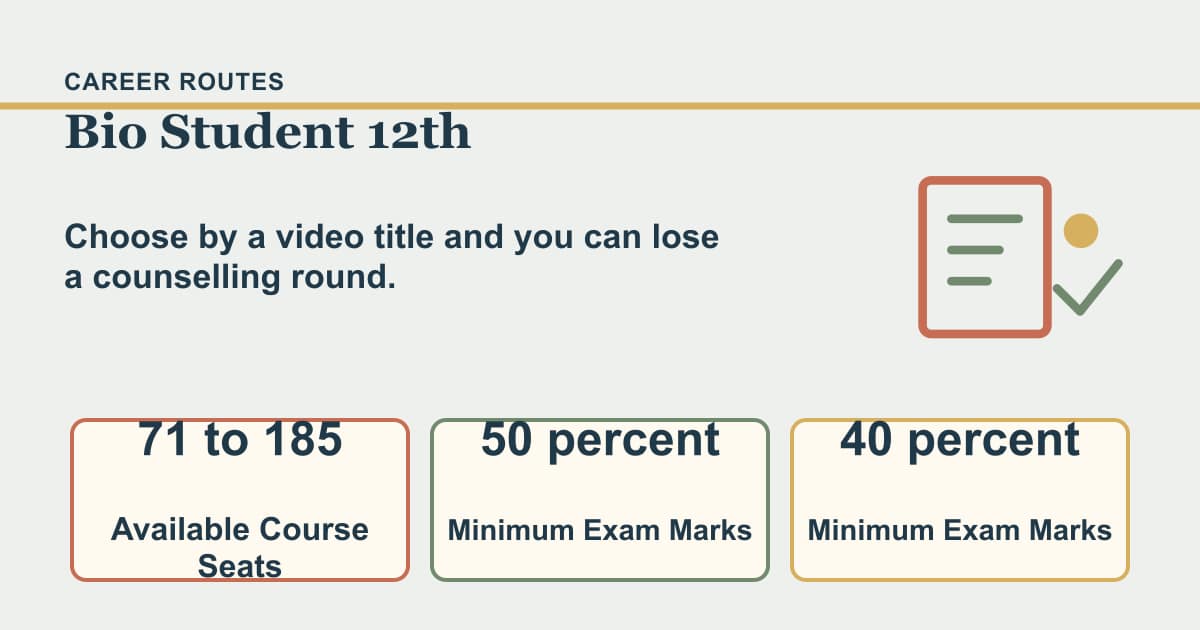 CAREER ROUTES
Bio Student 12th
Choose by a video title and you can lose
a counselling round.
71 to 185
Available Course
Seats
50 percent
Minimum Exam Marks
40 percent
Minimum Exam Marks